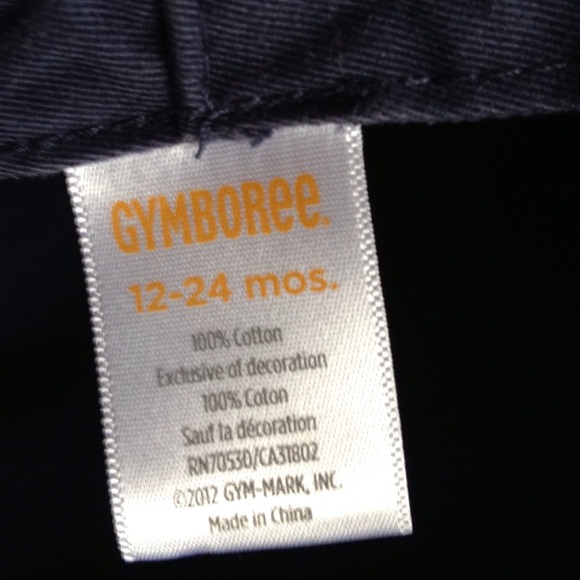 GYMBORee.
12-24 mos.
100% Cotton
Exclusive of decoration
100% Coton
Sauf la décoration
RN70530/CA31802
©2012 GYM-MARK, INC.
Made in China